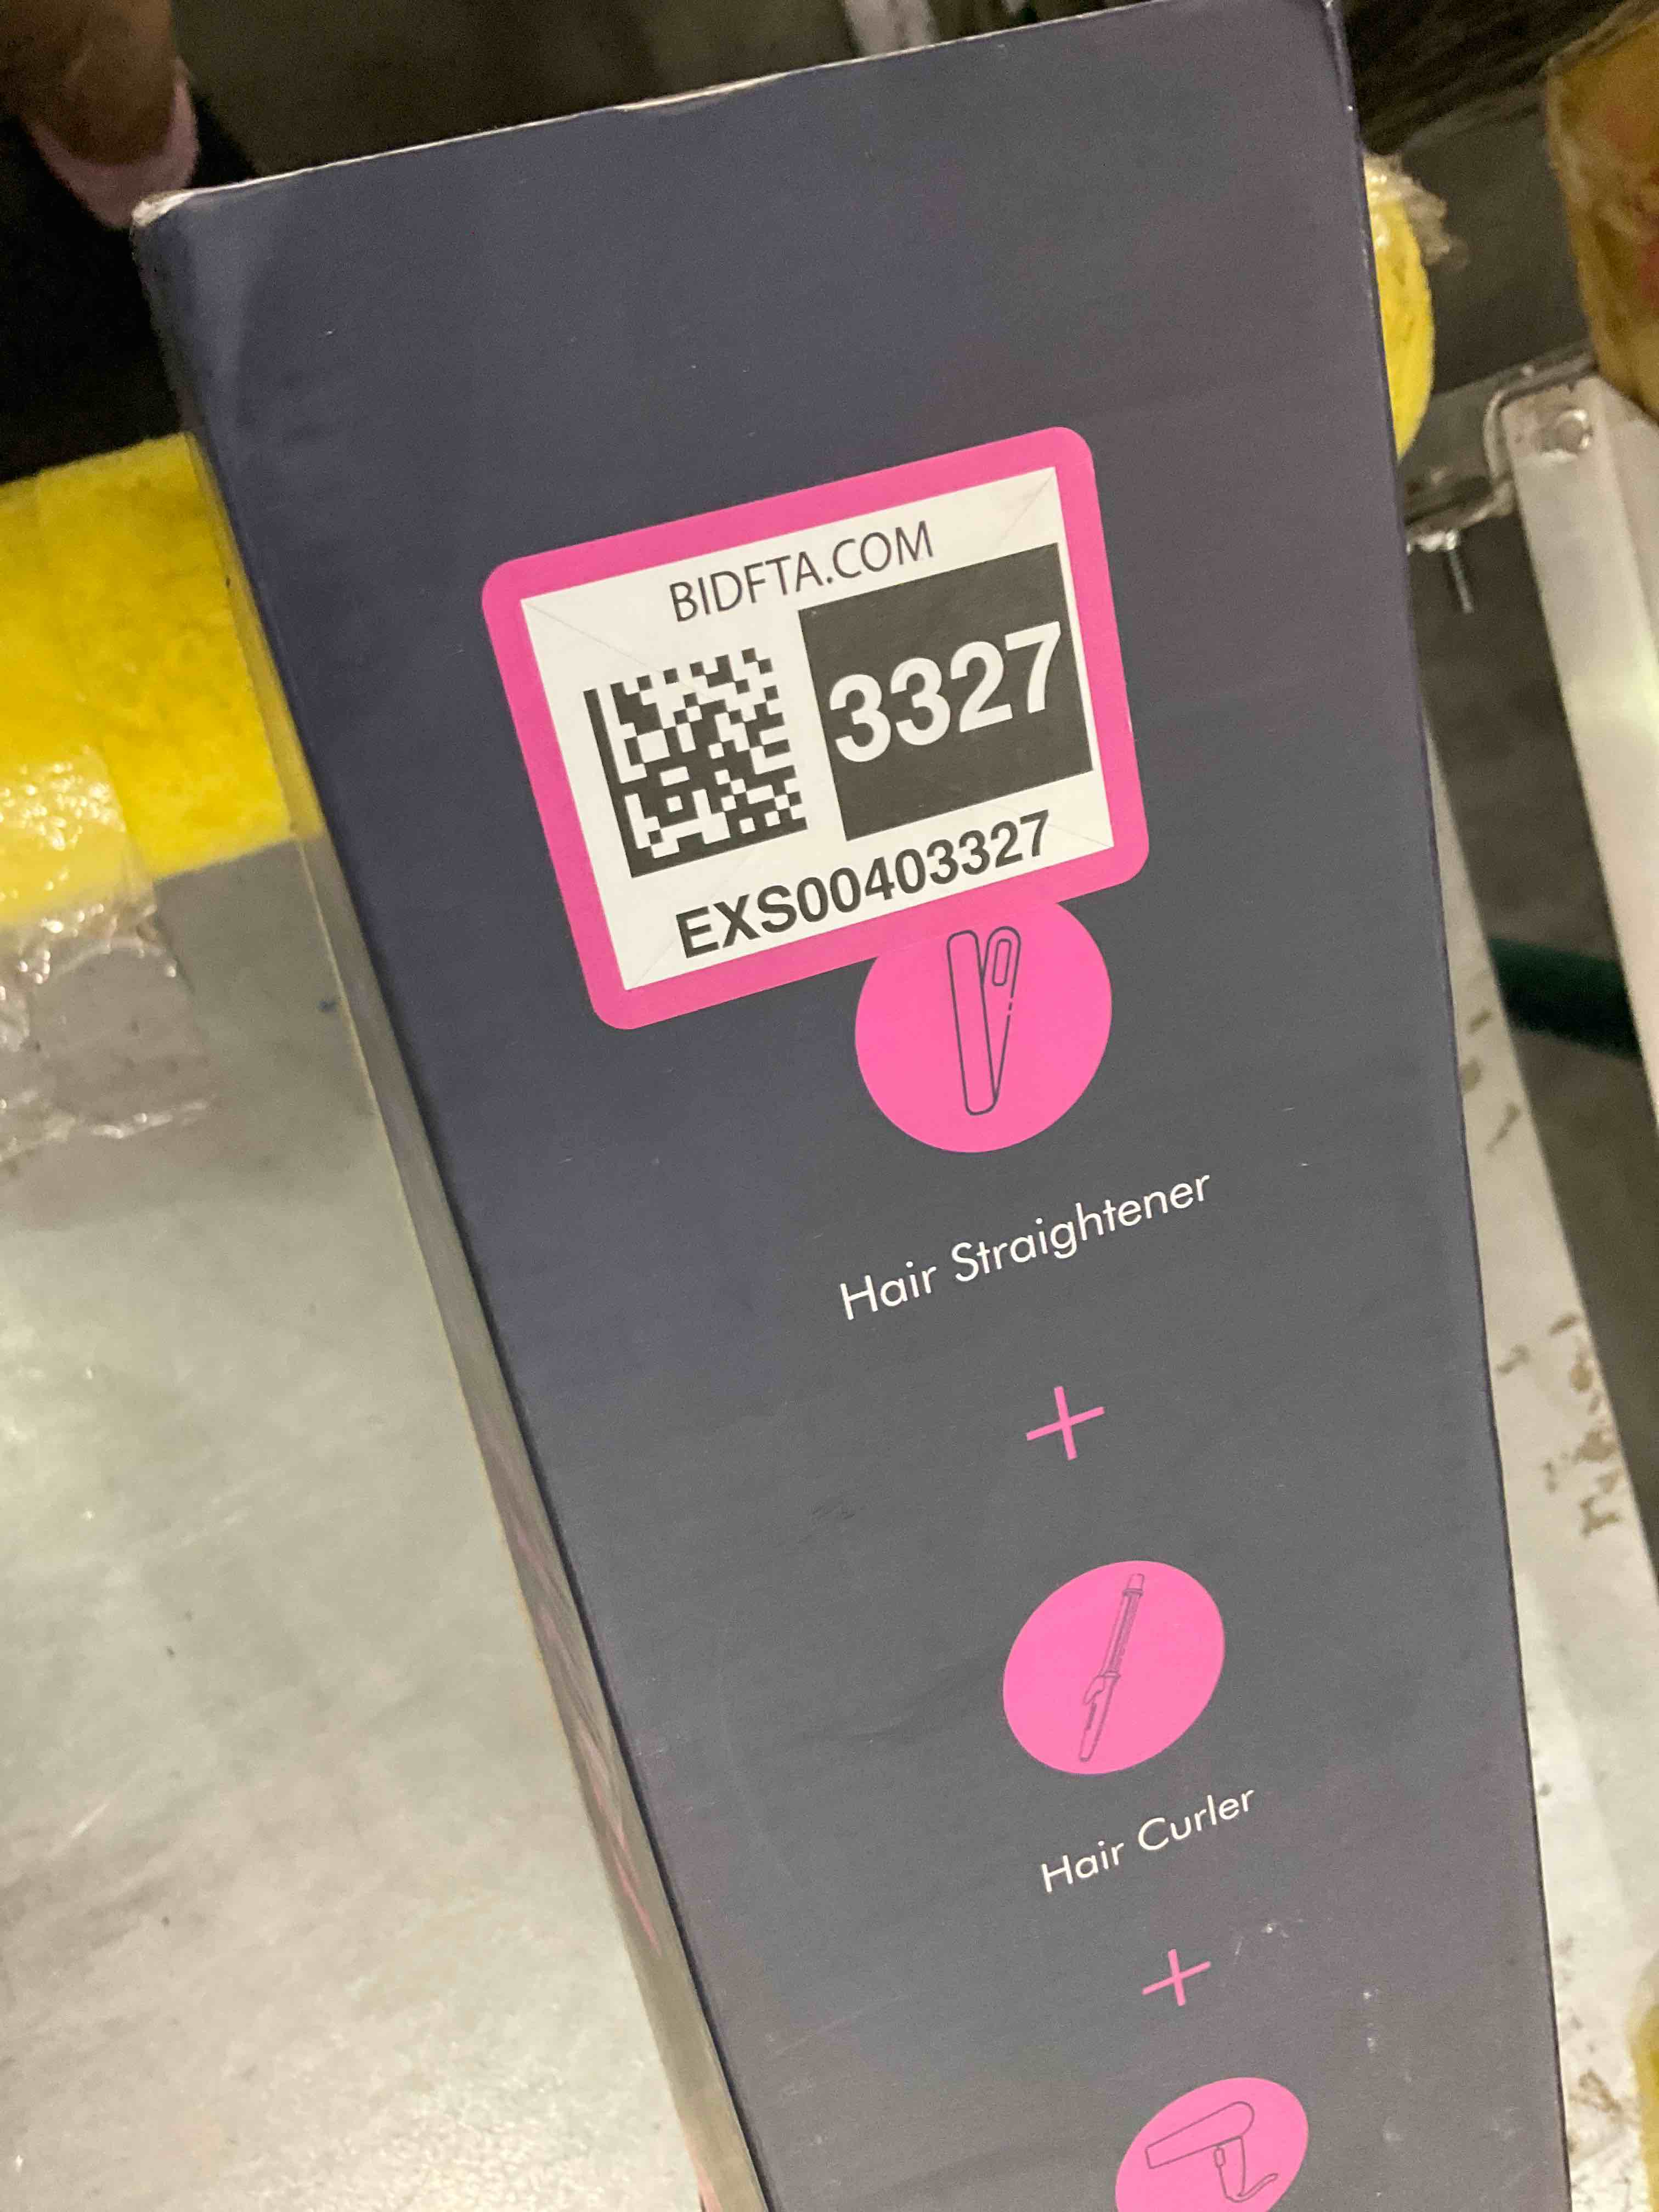 BIDFTA.COM
3327
EXS00403327
Hair Straightener
+
Hair Curler
+